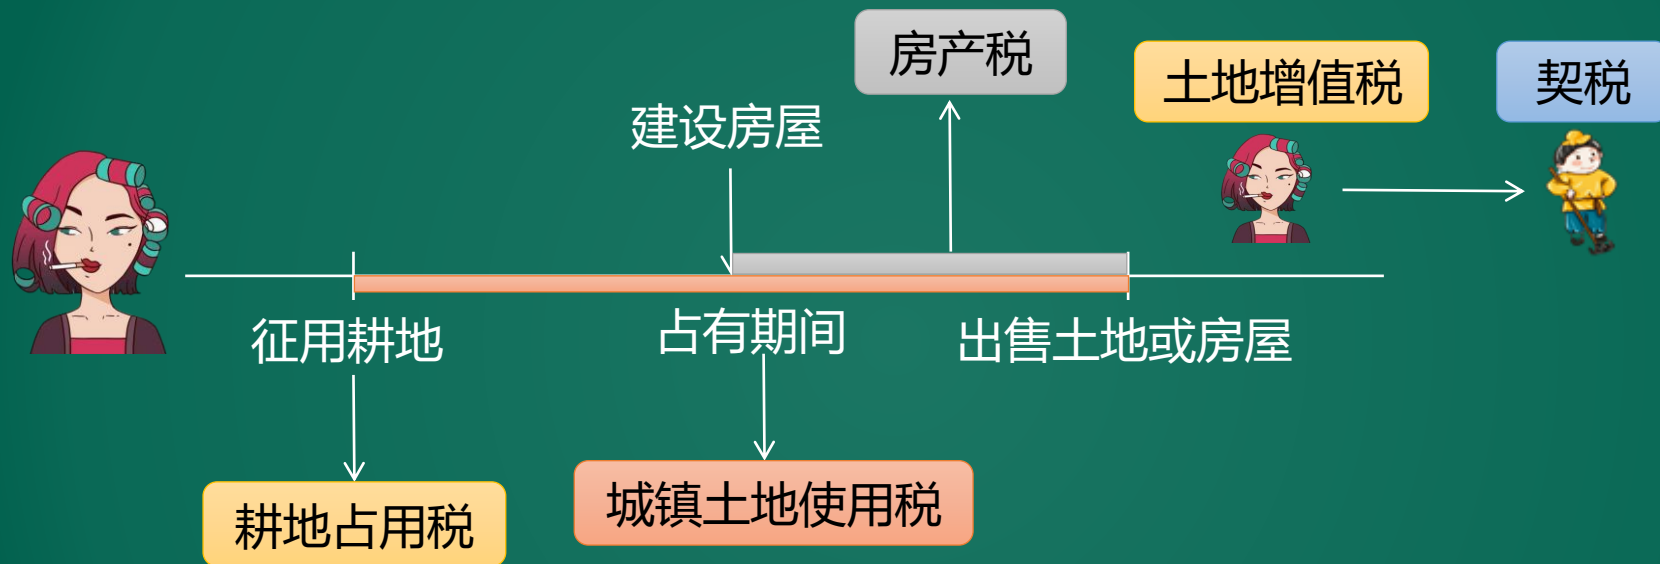 房产税
土地增值税
契税
建设房屋
征用耕地
占有期间
出售土地或房屋
耕地占用税
城镇土地使用税